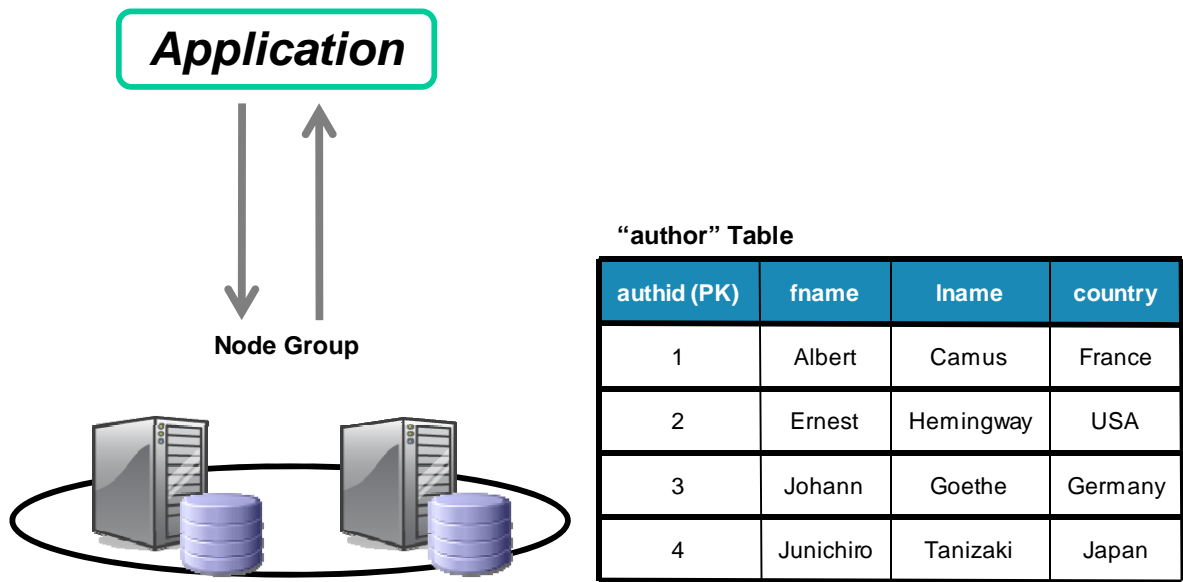 Application
Node Group
“author” Table
authid (PK) fname lname country
1 Albert Camus France
2 Ernest Hemingway USA
3 Johann Goethe Germany
4 Junichiro Tanizaki Japan